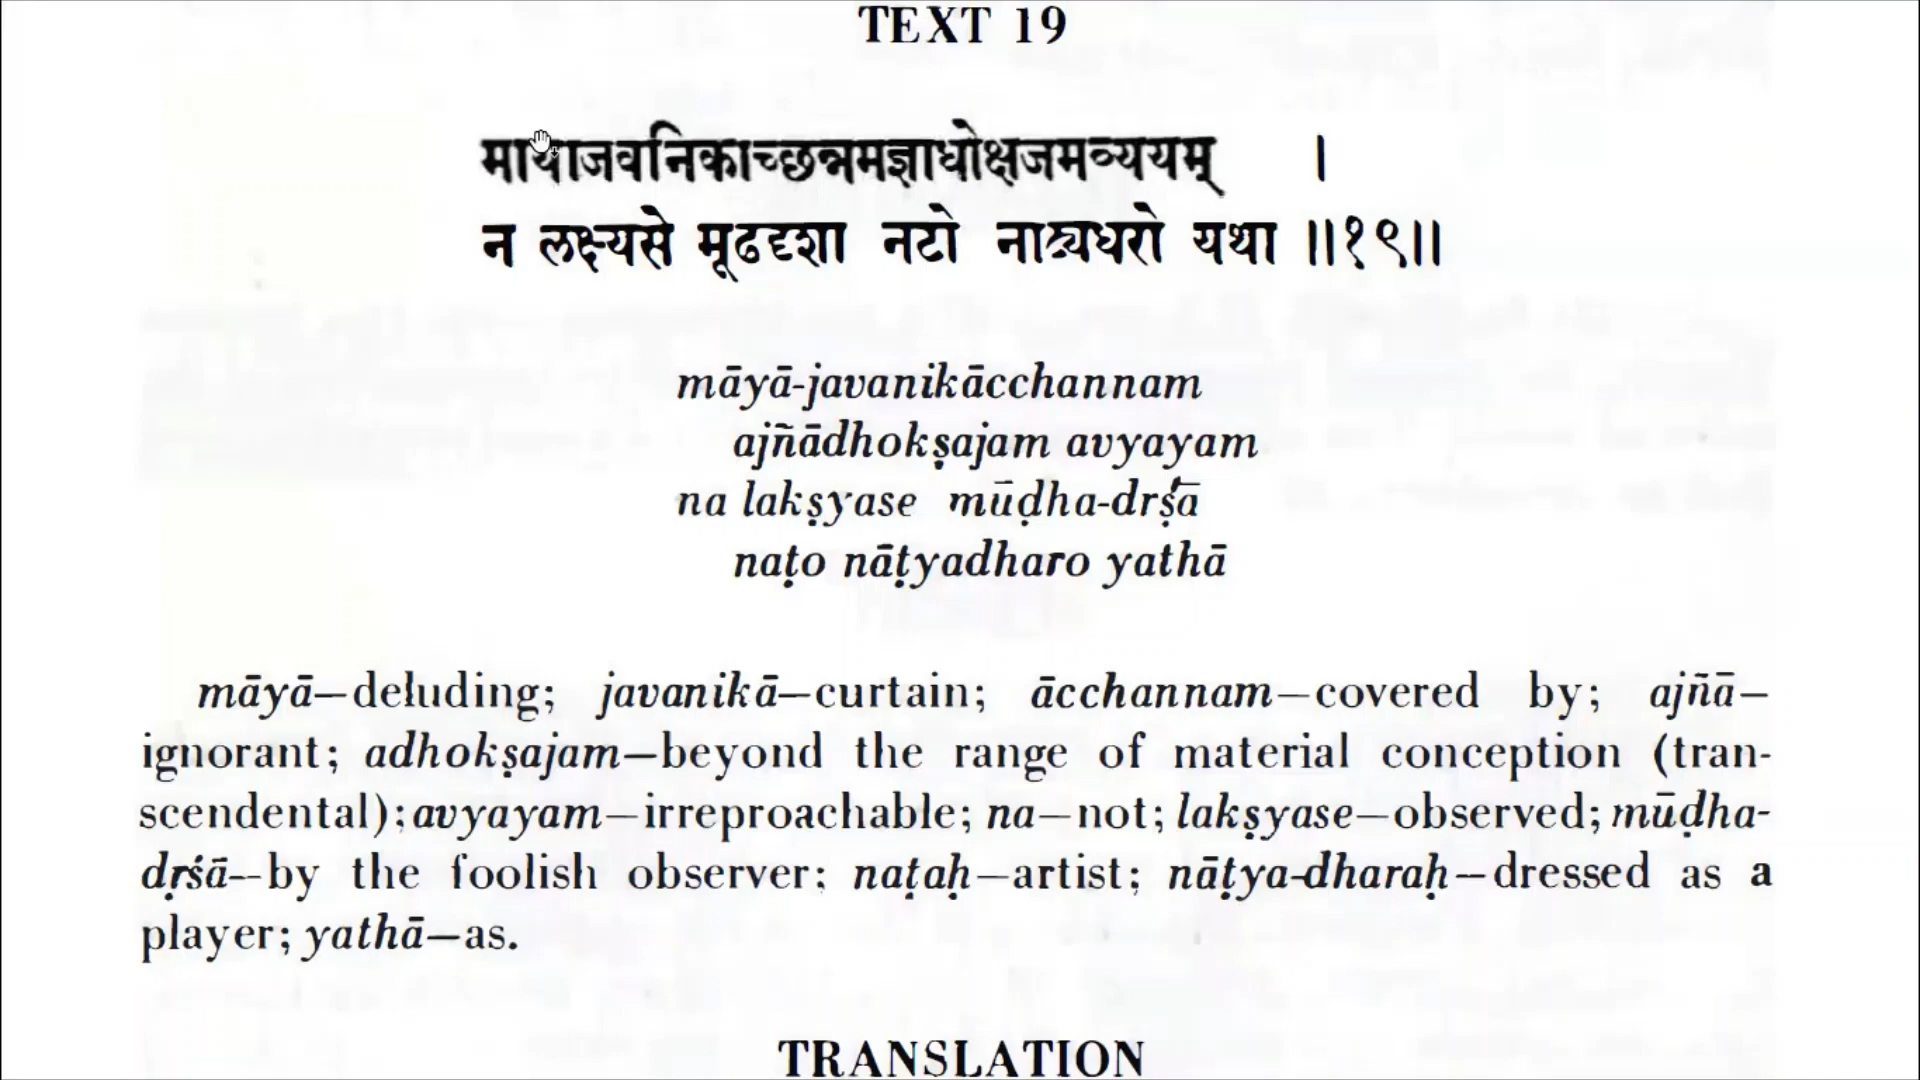 TEXT 19
मायाजवनिकाच्छन्नमज्ञाधोक्षजमव्ययम् ।
न लक्ष्यसे मूढदृशा नटो नाट्यधरो यथा ॥१९॥
māyā-javanikācchannam
ajñādhokṣajam avyayam
na lakṣyase mūḍha-drṣ́ā
naṭo nāṭyadharo yathā
māyā—deluding; javanikā—curtain; ācchannam—covered by; ajñā—
ignorant; adhokṣajam—beyond the range of material conception (tran-
scendental); avyayam—irreproachable; na—not; lakṣyase—observed; mūḍha-
dṛśā—by the foolish observer; naṭaḥ—artist; nāṭya-dharaḥ—dressed as a
player; yathā—as.
TRANSLATION